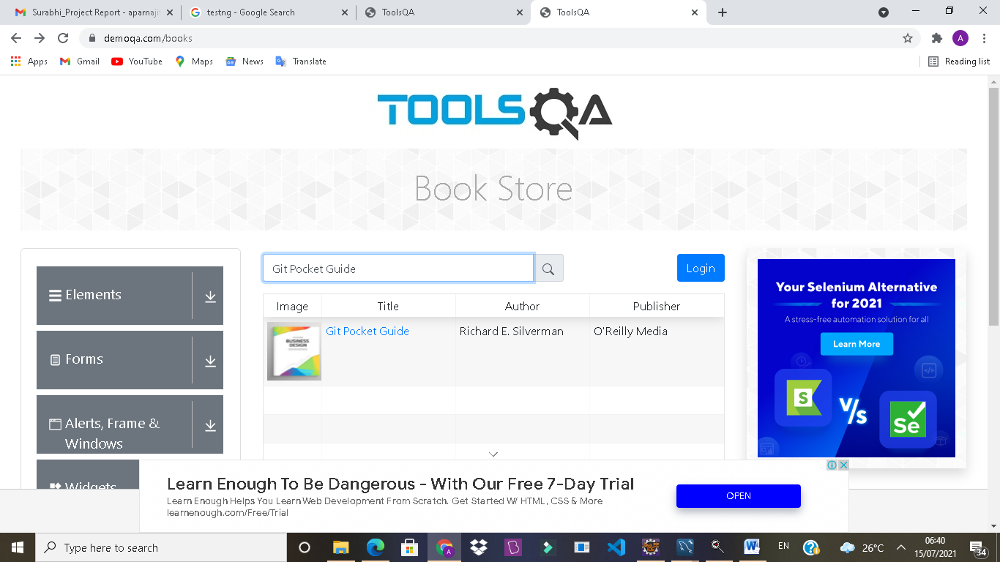 Surabhi_Project Report - aparnajit
testng - Google Search
ToolsQA
ToolsQA
demoqa.com/books
A
Apps
Gmail
YouTube
Maps
News
Translate
Reading list
TOOLSQA
Book Store
Elements
Forms
Alerts, Frame &
Windows
Widgets
Git Pocket Guide
Login
Image
Title
Author
Publisher
BUSINESS
DESIGN
Git Pocket Guide
Richard E. Silverman
O'Reilly Media
Your Selenium Alternative
for 2021
A stress-free automation solution for all
Learn More
S
V/s
Se
Learn Enough To Be Dangerous - With Our Free 7-Day Trial
Learn Enough Helps You Learn Web Development From Scratch. Get Started W/ HTML, CSS & More
learnenough.com/Free/Trial
OPEN
Type here to search
EN
26°C
06:40
15/07/2021
34